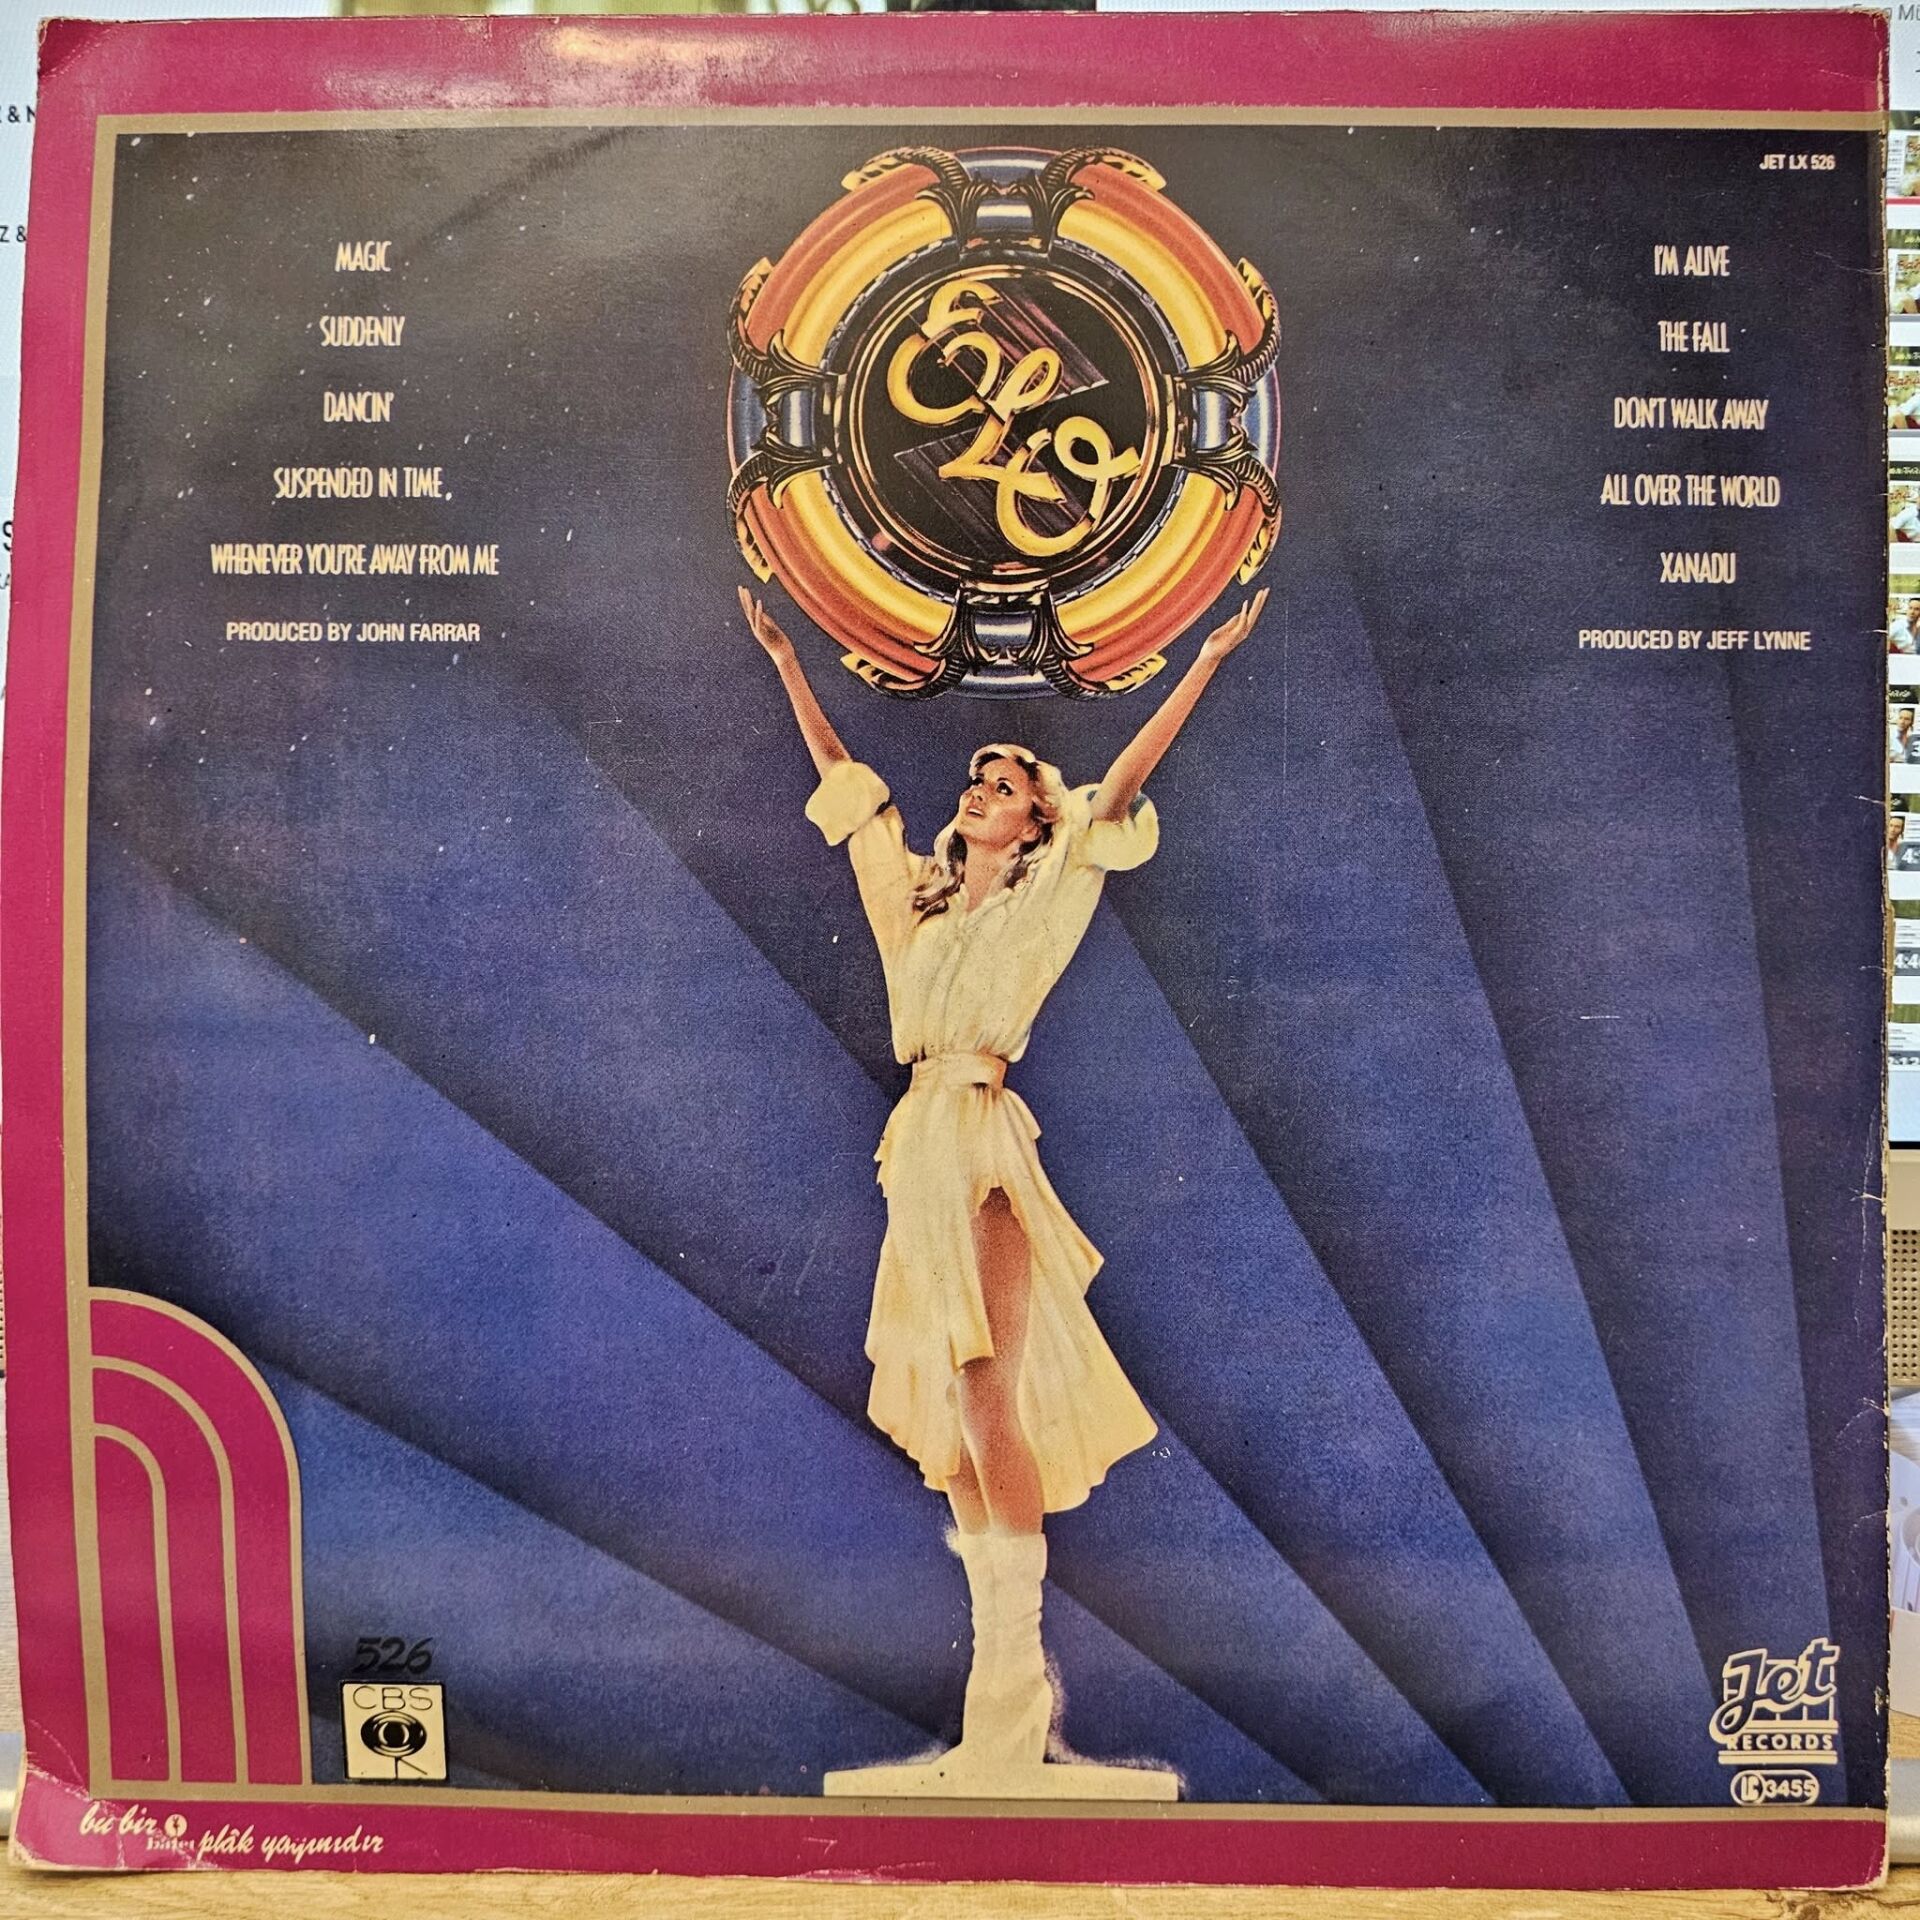 JET LX 526
MAGIC
SUDDENLY
DANCIN'
SUSPENDED IN TIME
WHENEVER YOU'RE AWAY FROM ME
PRODUCED BY JOHN FARRAR
ELO
I'M ALIVE
THE FALL
DON'T WALK AWAY
ALL OVER THE WORLD
XANADU
PRODUCED BY JEFF LYNNE
526
CBS
Jet
RECORDS
LC 3455
bu bir
plâk yayınıdır